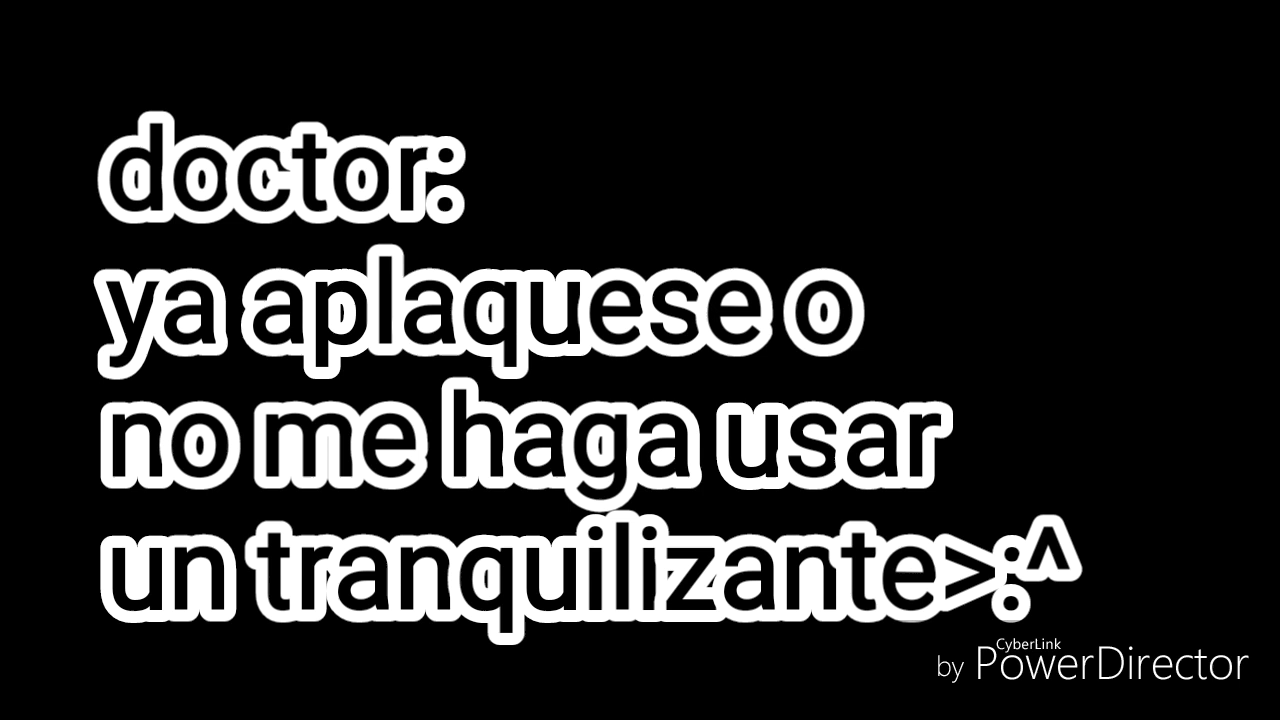 doctor:
ya aplaquese o
no me haga usar
un tranquilizante>:^
CyberLink
by PowerDirector